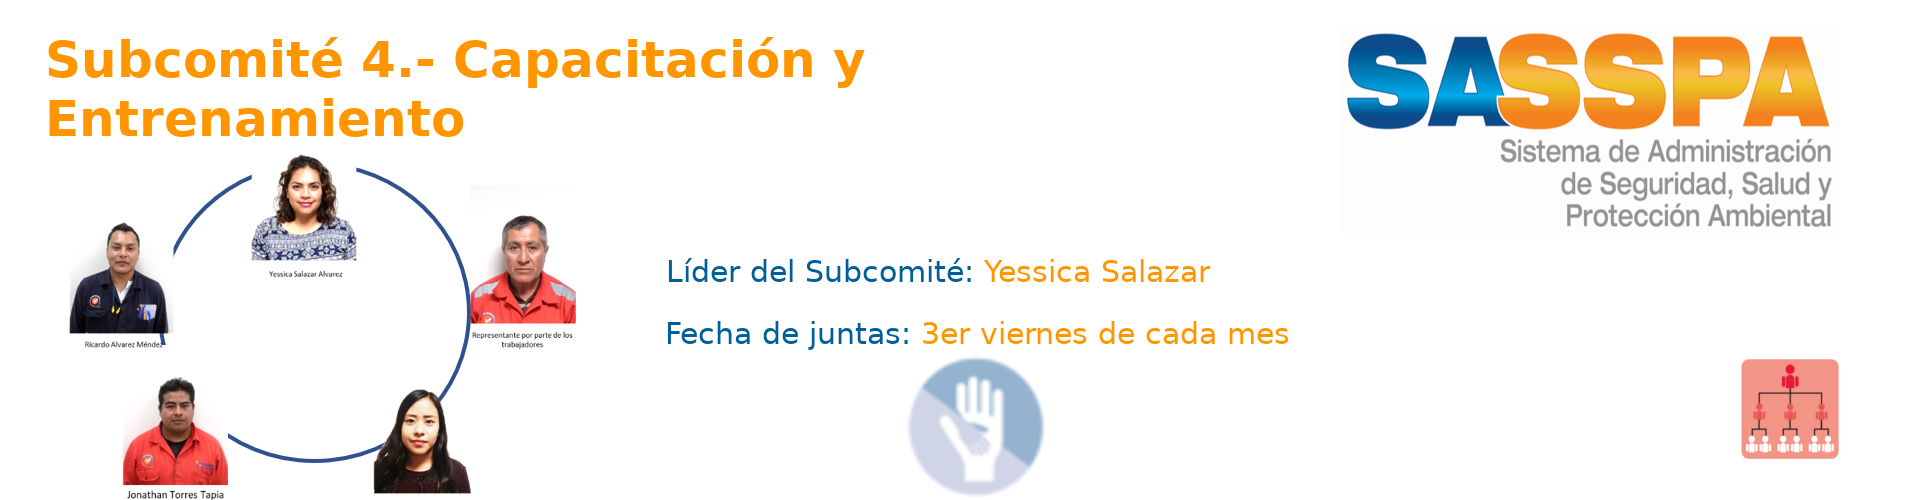 Subcomité 4.- Capacitación y
Entrenamiento
SASSPA
Sistema de Administración
de Seguridad, Salud y
Protección Ambiental
Yessica Salazar Alvarez
Ricardo Alvarez Méndez
Representante por parte de los
trabajadores
Jonathan Torres Tapia
Líder del Subcomité: Yessica Salazar
Fecha de juntas: 3er viernes de cada mes